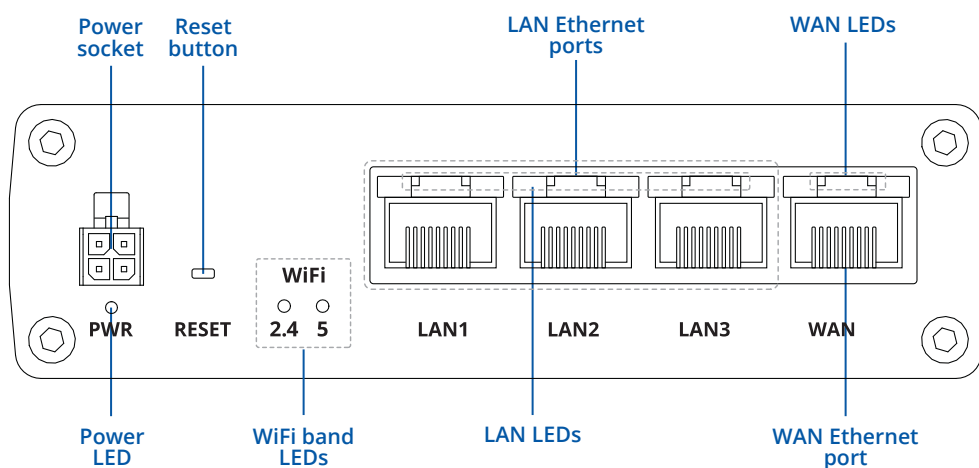 Power
socket
Reset
button
LAN Ethernet
ports
WAN LEDs
WiFi
2.4 5
PWR
RESET
LAN1
LAN2
LAN3
WAN
Power
LED
WiFi band
LEDs
LAN LEDs
WAN Ethernet
port